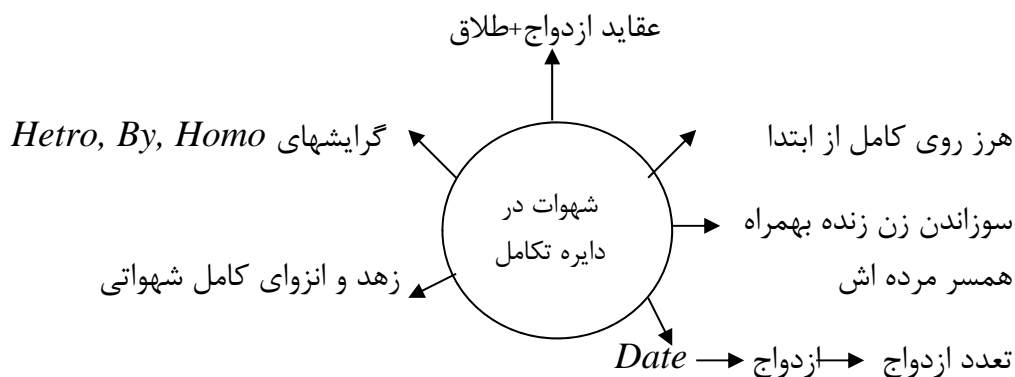 عقاید ازدواج+طلاق
هرز روی کامل از ابتدا
گرایشهای Hetro, By, Homo
شهوات در
دایره تکامل
سوزاندن زن زنده بهمراه
همسر مرده اش
زهد و انزوای کامل شهواتی
Date ازدواج تعدد ازدواج